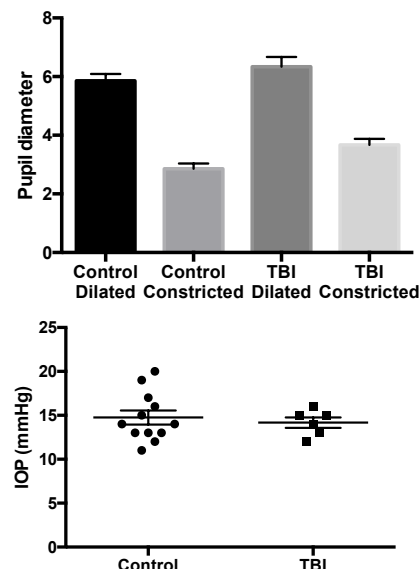 Pupil diameter
8
6
4
2
0
Control
Dilated
Control
Constricted
TBI
Dilated
TBI
Constricted
IOP (mmHg)
25
20
15
10
5
0
Control
TBI